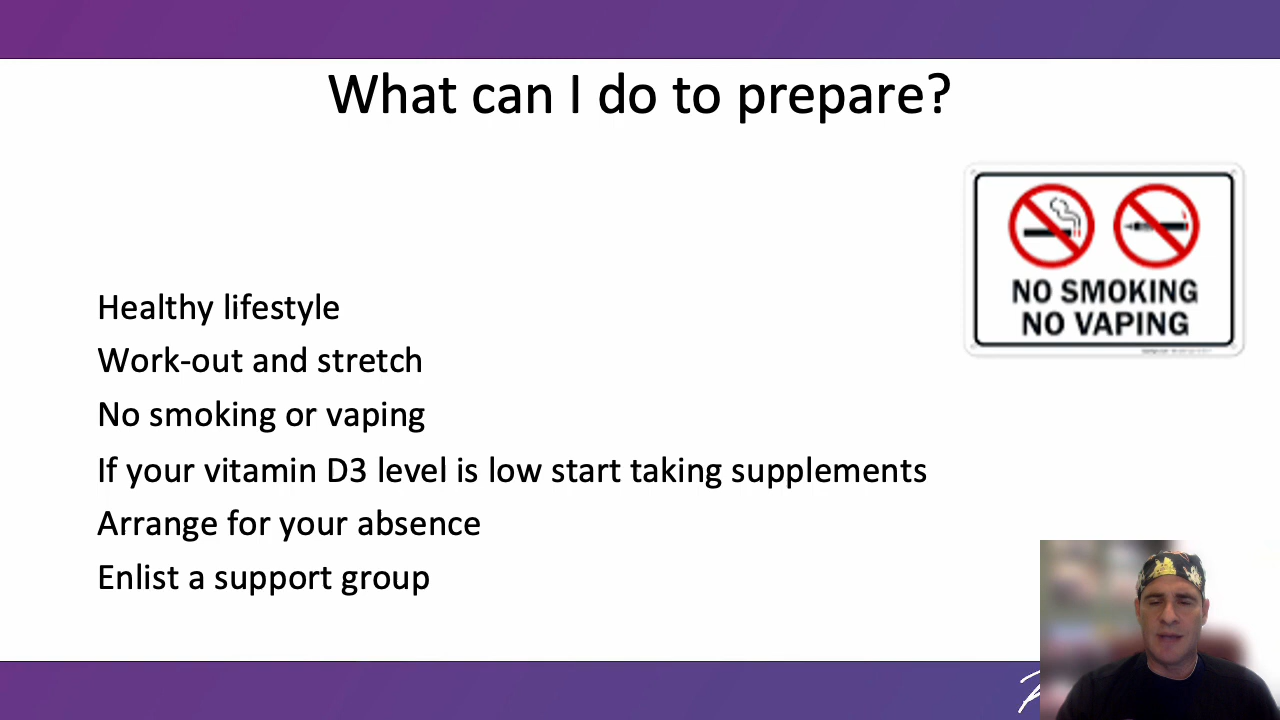 What can I do to prepare?
NO SMOKING
NO VAPING
Healthy lifestyle
Work-out and stretch
No smoking or vaping
If your vitamin D3 level is low start taking supplements
Arrange for your absence
Enlist a support group